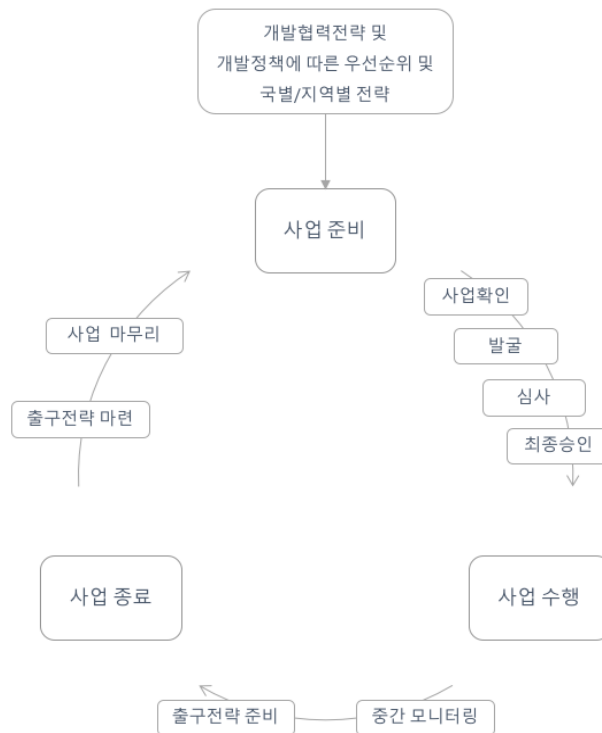 개발협력전략 및
개발정책에 따른 우선순위 및
국별/지역별 전략
사업 준비
사업확인
발굴
심사
최종승인
사업 수행
중간 모니터링
출구전략 준비
사업 종료
출구전략 마련
사업 마무리